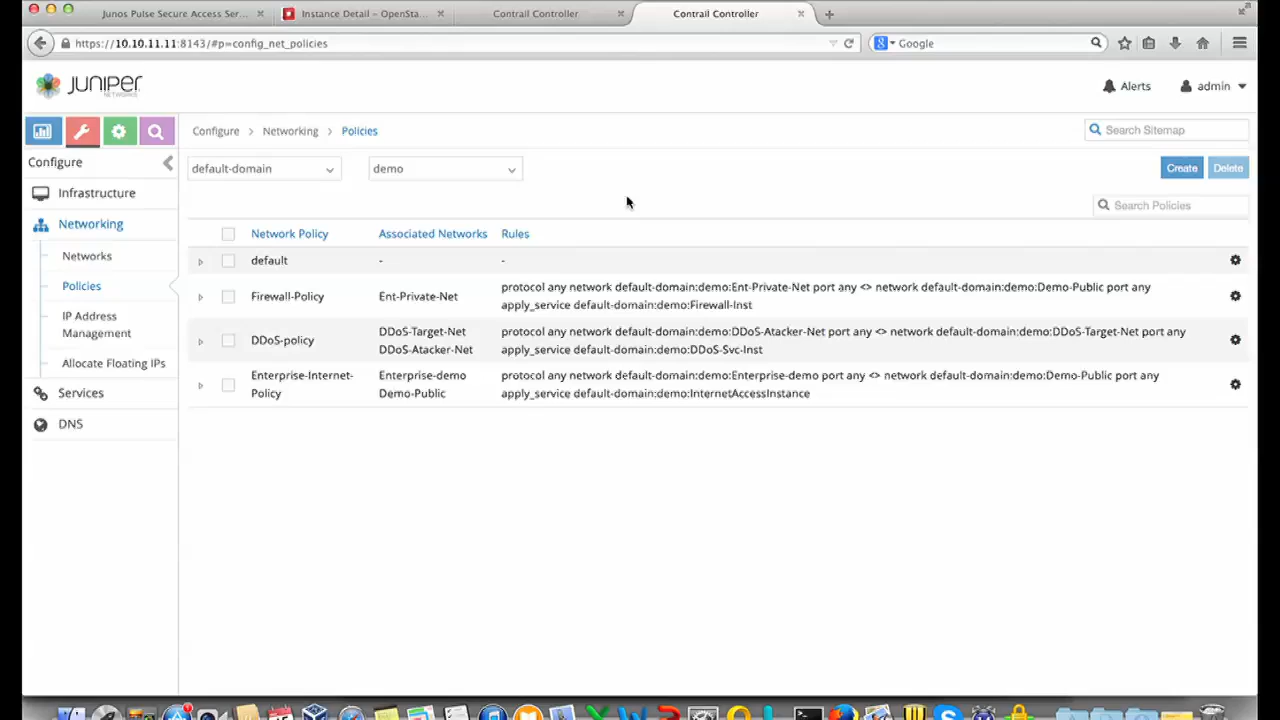 Junos Pulse Secure Access Ser...
Instance Detail – OpenSta...
Contrail Controller
Contrail Controller
https://10.10.11.11:8143/#p=config_net_policies
Google
JUNIPER
NETWORKS
Alerts
admin
Configure > Networking > Policies
Search Sitemap
Configure
default-domain
demo
Create
Delete
Infrastructure
Networking
Networks
Policies
IP Address
Management
Allocate Floating IPs
Services
DNS
Search Policies
Network Policy Associated Networks Rules
default - -
Firewall-Policy Ent-Private-Net protocol any network default-domain:demo:Ent-Private-Net port any <> network default-domain:demo:Demo-Public port any
apply_service default-domain:demo:Firewall-Inst
DDoS-policy
DDoS-Target-Net protocol any network default-domain:demo:DDoS-Atacker-Net port any <> network default-domain:demo:DDoS-Target-Net port any
DDoS-Atacker-Net apply_service default-domain:demo:DDoS-Svc-Inst
Enterprise-Internet- Enterprise-demo protocol any network default-domain:demo:Enterprise-demo port any <> network default-domain:demo:Demo-Public port any
Policy Demo-Public apply_service default-domain:demo:InternetAccessInstance